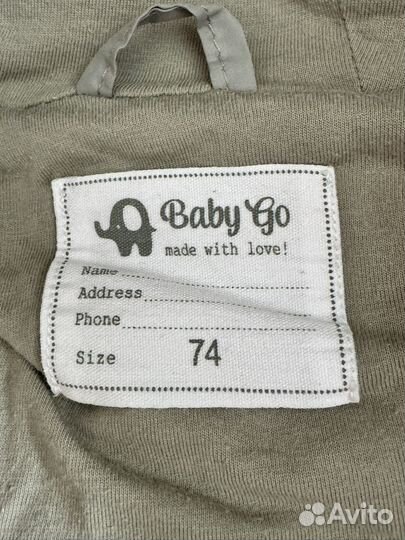 Baby Go
made with love!
Name
Address
Phone
Size 74
Avito